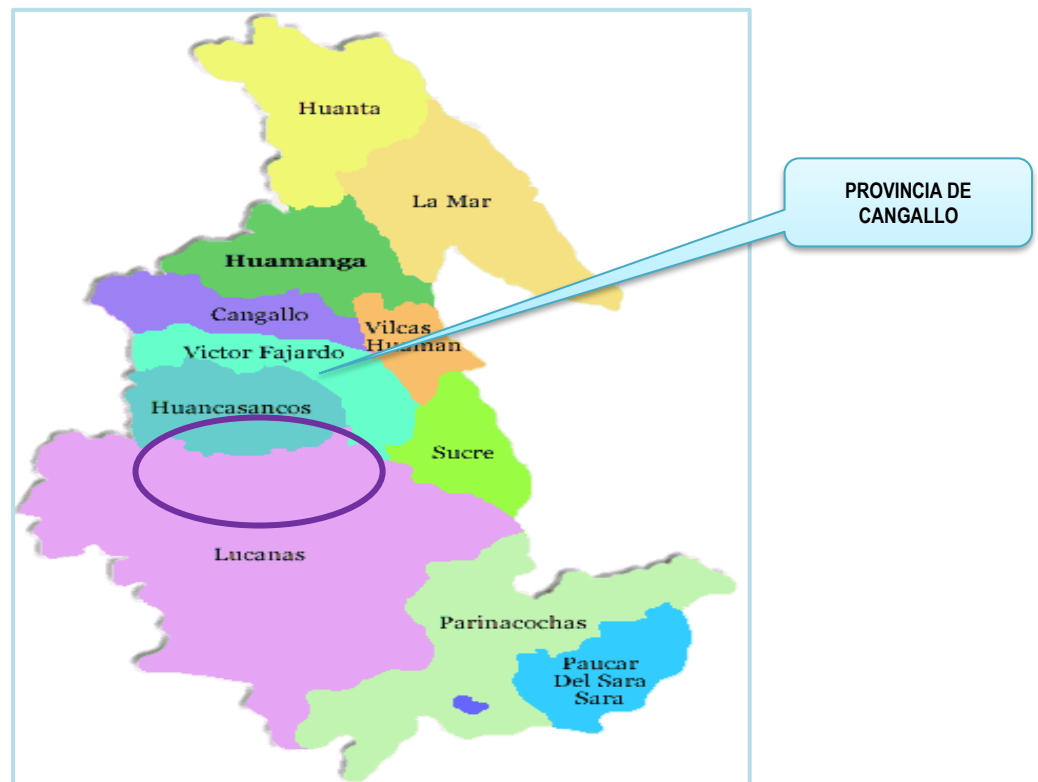 Huanta
La Mar
PROVINCIA DE
CANGALLO
Huamanga
Cangallo
Vilcas
Huaman
Victor Fajardo
Huancasancos
Sucre
Lucanas
Parinacochas
Paucar
Del Sara
Sara